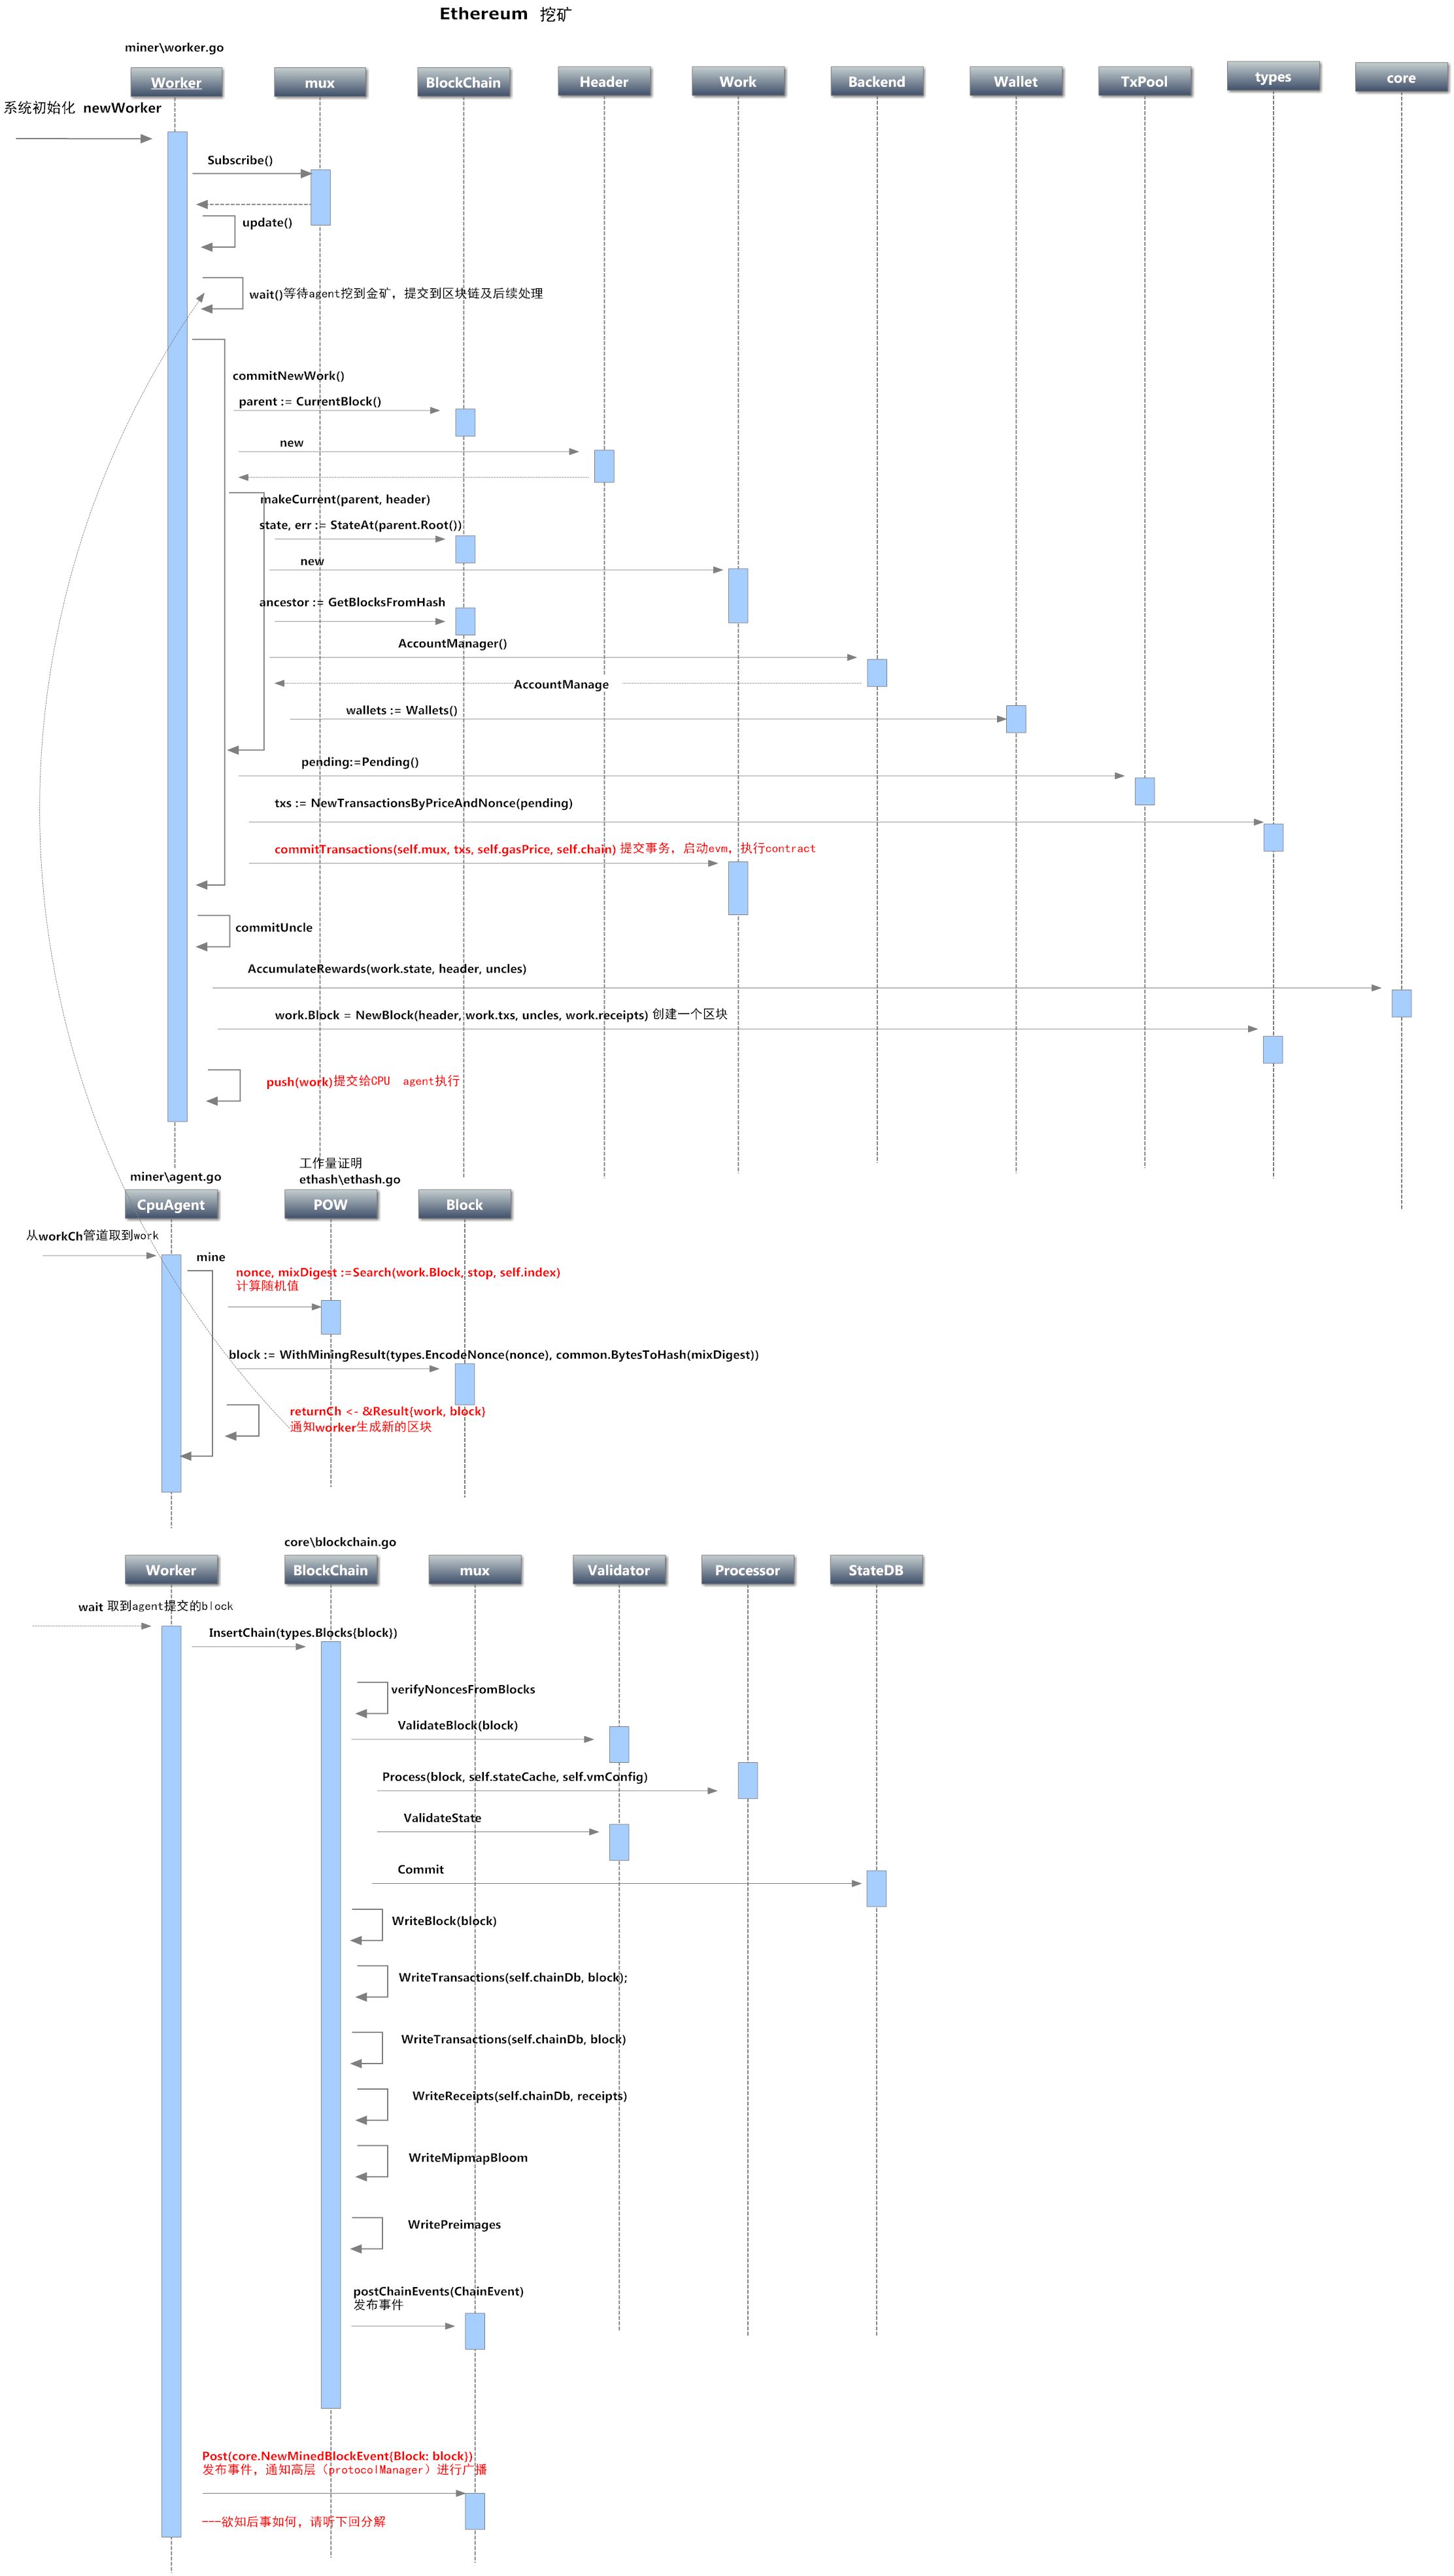 Ethereum 挖矿
miner\worker.go
Worker
mux
BlockChain
Header
Work
Backend
Wallet
TxPool
types
core
系统初始化 newWorker
Subscribe()
update()
wait()等待agent挖到金矿，提交到区块链及后续处理
commitNewWork()
parent := CurrentBlock()
new
makeCurrent(parent, header)
state, err := StateAt(parent.Root())
new
ancestor := GetBlocksFromHash
AccountManager()
AccountManage
wallets := Wallets()
pending:=Pending()
txs := NewTransactionsByPriceAndNonce(pending)
commitTransactions(self.mux, txs, self.gasPrice, self.chain) 提交事务，启动evm，执行contract
commitUncle
AccumulateRewards(work.state, header, uncles)
work.Block = NewBlock(header, work.txs, uncles, work.receipts) 创建一个区块
push(work)提交给CPU agent执行
工作量证明
miner\agent.go
ethash\ethash.go
CpuAgent
POW
Block
从workCh管道取到work
mine
nonce, mixDigest :=Search(work.Block, stop, self.index)
计算随机值
block := WithMiningResult(types.EncodeNonce(nonce), common.BytesToHash(mixDigest))
returnCh <- &Result{work, block}
通知worker生成新的区块
core\blockchain.go
Worker
BlockChain
mux
Validator
Processor
StateDB
wait 取到agent提交的block
InsertChain(types.Blocks{block})
verifyNoncesFromBlocks
ValidateBlock(block)
Process(block, self.stateCache, self.vmConfig)
ValidateState
Commit
WriteBlock(block)
WriteTransactions(self.chainDb, block);
WriteTransactions(self.chainDb, block)
WriteReceipts(self.chainDb, receipts)
WriteMipmapBloom
WritePreimages
postChainEvents(ChainEvent)
发布事件
Post(core.NewMinedBlockEvent{Block: block})
发布事件，通知高层（protocolManager）进行广播
---欲知后事如何，请听下回分解